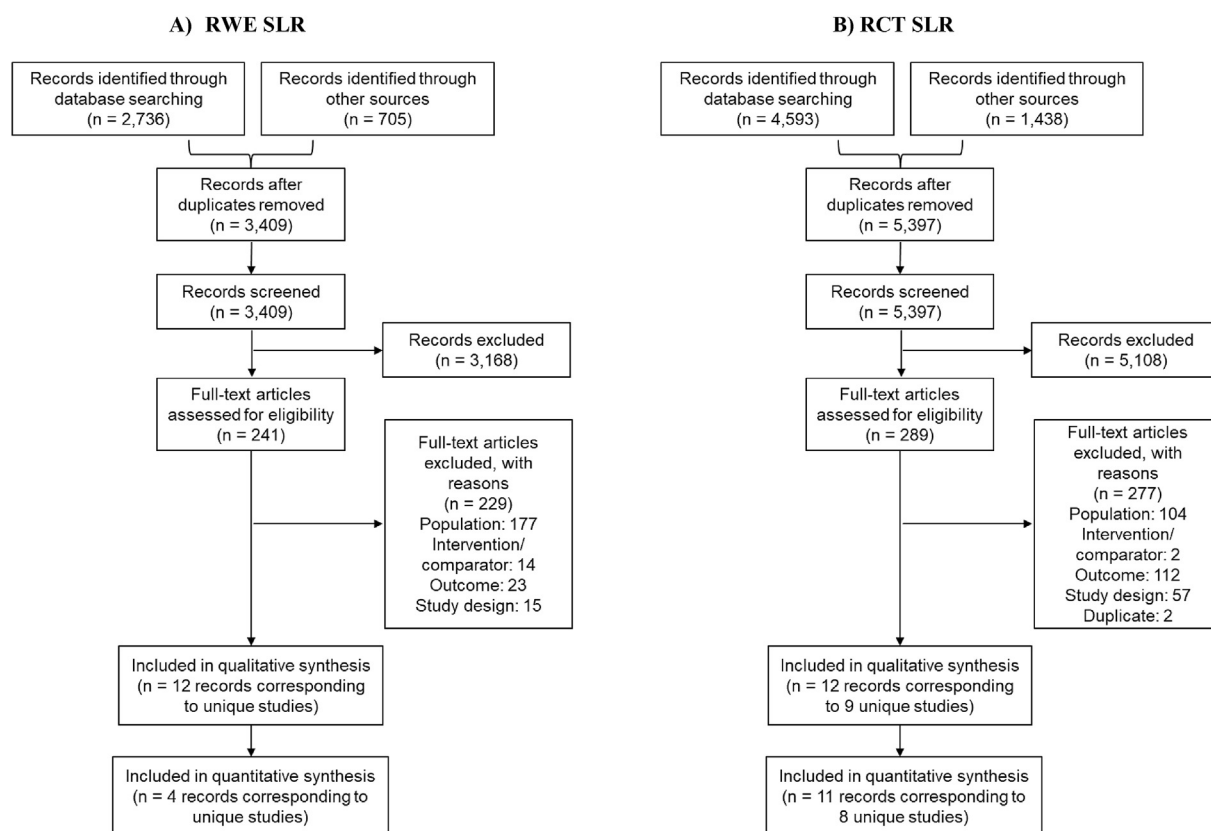 A) RWE SLR
Records identified through
database searching
(n = 2,736)
Records identified through
other sources
(n = 705)
Records after
duplicates removed
(n = 3,409)
Records screened
(n = 3,409)
Records excluded
(n = 3,168)
Full-text articles
assessed for eligibility
(n = 241)
Full-text articles
excluded, with
reasons
(n = 229)
Population: 177
Intervention/
comparator: 14
Outcome: 23
Study design: 15
Included in qualitative synthesis
(n = 12 records corresponding
to unique studies)
Included in quantitative synthesis
(n = 4 records corresponding to
unique studies)
B) RCT SLR
Records identified through
database searching
(n = 4,593)
Records identified through
other sources
(n = 1,438)
Records after
duplicates removed
(n = 5,397)
Records screened
(n = 5,397)
Records excluded
(n = 5,108)
Full-text articles
assessed for eligibility
(n = 289)
Full-text articles
excluded, with
reasons
(n = 277)
Population: 104
Intervention/
comparator: 2
Outcome: 112
Study design: 57
Duplicate: 2
Included in qualitative synthesis
(n = 12 records corresponding
to 9 unique studies)
Included in quantitative synthesis
(n = 11 records corresponding to
8 unique studies)